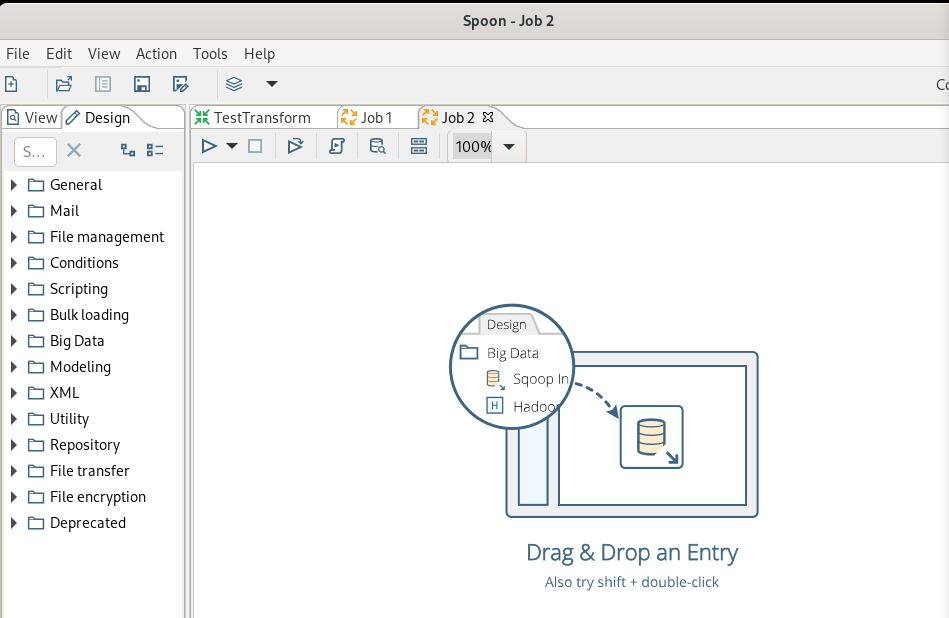 Spoon - Job 2
File Edit View Action Tools Help
View Design
TestTransform Job 1 Job 2
S...
100%
General
Mail
File management
Conditions
Scripting
Bulk loading
Big Data
Modeling
XML
Utility
Repository
File transfer
File encryption
Deprecated
Design
Big Data
Sqoop In
H Hadoop
Drag & Drop an Entry
Also try shift + double-click